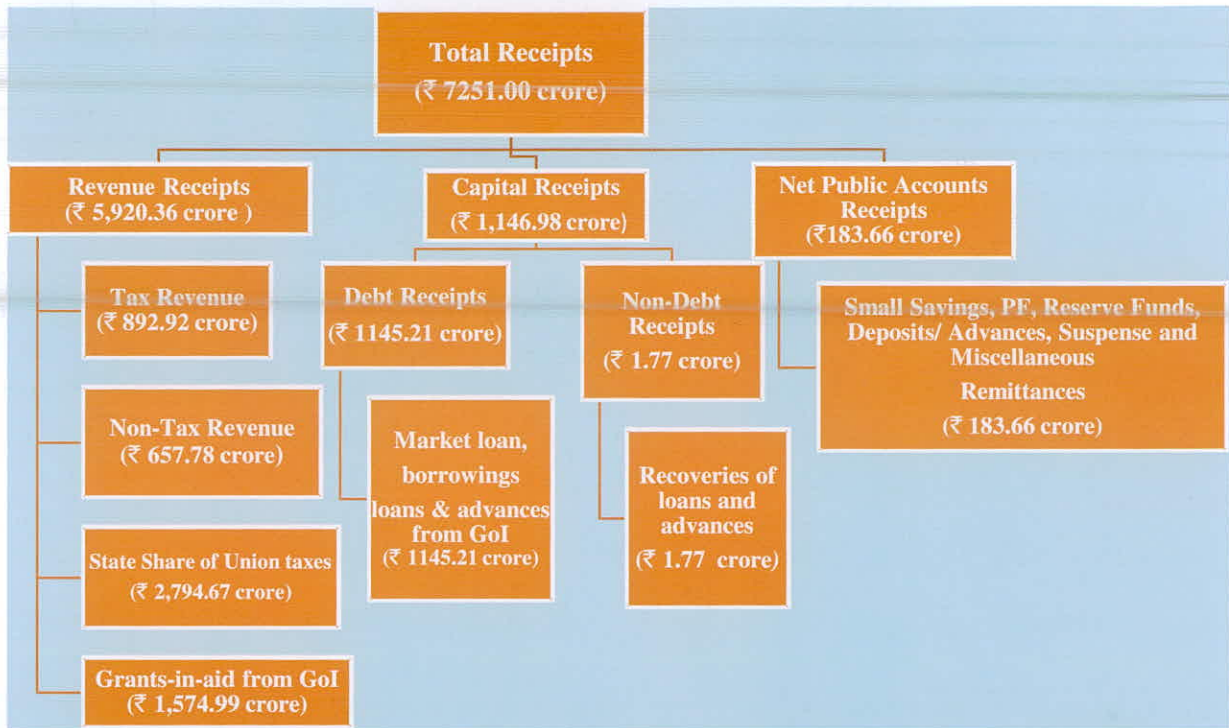 Total Receipts
(₹ 7251.00 crore)
Revenue Receipts
(₹ 5,920.36 crore )
Capital Receipts
(₹ 1,146.98 crore)
Net Public Accounts
Receipts
(₹183.66 crore)
Tax Revenue
(₹ 892.92 crore)
Non-Tax Revenue
(₹ 657.78 crore)
State Share of Union taxes
(₹ 2,794.67 crore)
Grants-in-aid from GoI
(₹ 1,574.99 crore)
Debt Receipts
(₹ 1145.21 crore)
Market loan,
borrowings
loans & advances
from GoI
(₹ 1145.21 crore)
Non-Debt
Receipts
(₹ 1.77 crore)
Recoveries of
loans and
advances
(₹ 1.77 crore)
Small Savings, PF, Reserve Funds,
Deposits/ Advances, Suspense and
Miscellaneous
Remittances
(₹ 183.66 crore)